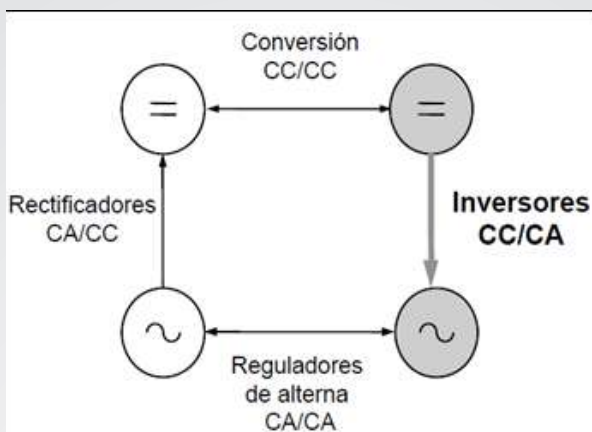 Conversión
CC/CC
Rectificadores
CA/CC
Inversores
CC/CA
Reguladores
de alterna
CA/CA